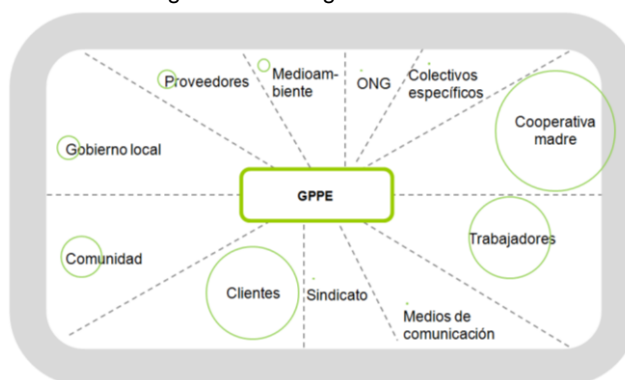 Proveedores
Medioam-
biente
ONG
Colectivos
específicos
Cooperativa
madre
Gobierno local
GPPE
Trabajadores
Comunidad
Clientes
Sindicato
Medios de
comunicación